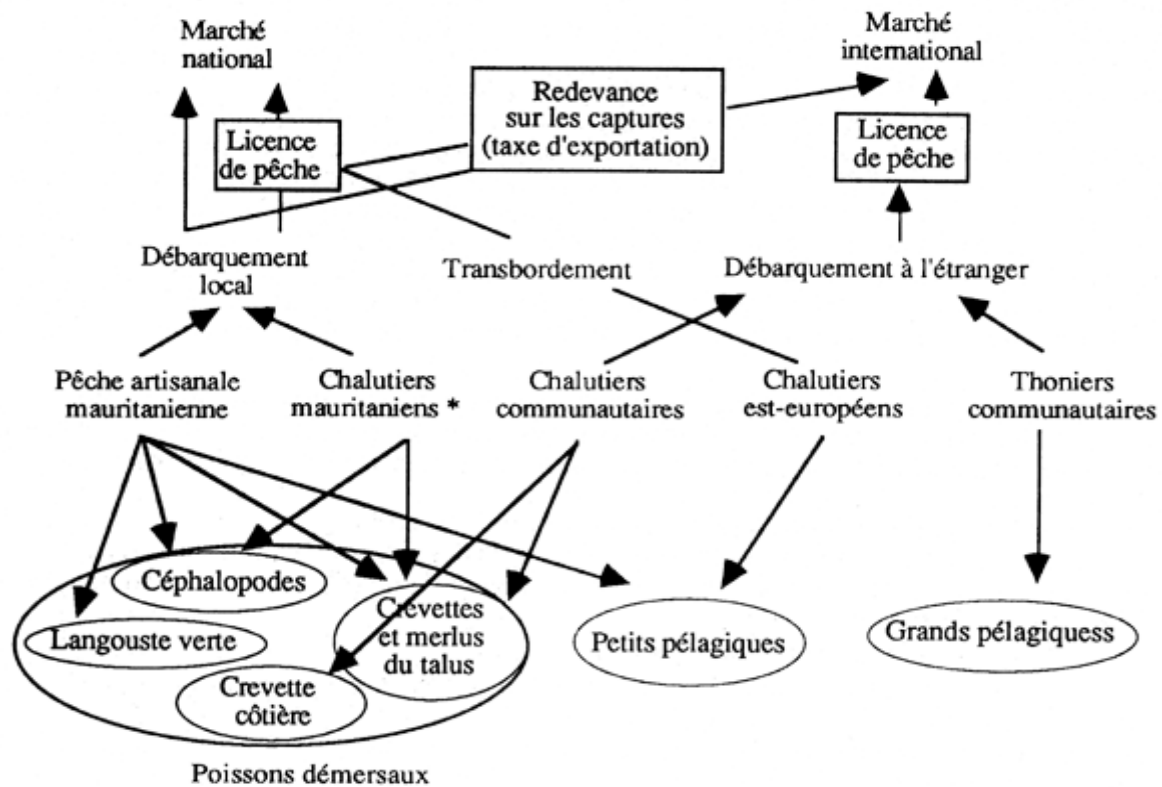 Marché
national
Marché
international
Redevance
sur les captures
(taxe d'exportation)
Licence
de pêche
Licence
de pêche
Débarquement
local
Transbordement
Débarquement à l'étranger
Pêche artisanale
mauritanienne
Chalutiers
mauritaniens *
Chalutiers
communautaires
Chalutiers
est-européens
Thoniers
communautaires
Céphalopodes
Langouste verte
Crevettes
et merlus
du talus
Crevette
côtière
Petits pélagiques
Grands pélagiquess
Poissons démersaux